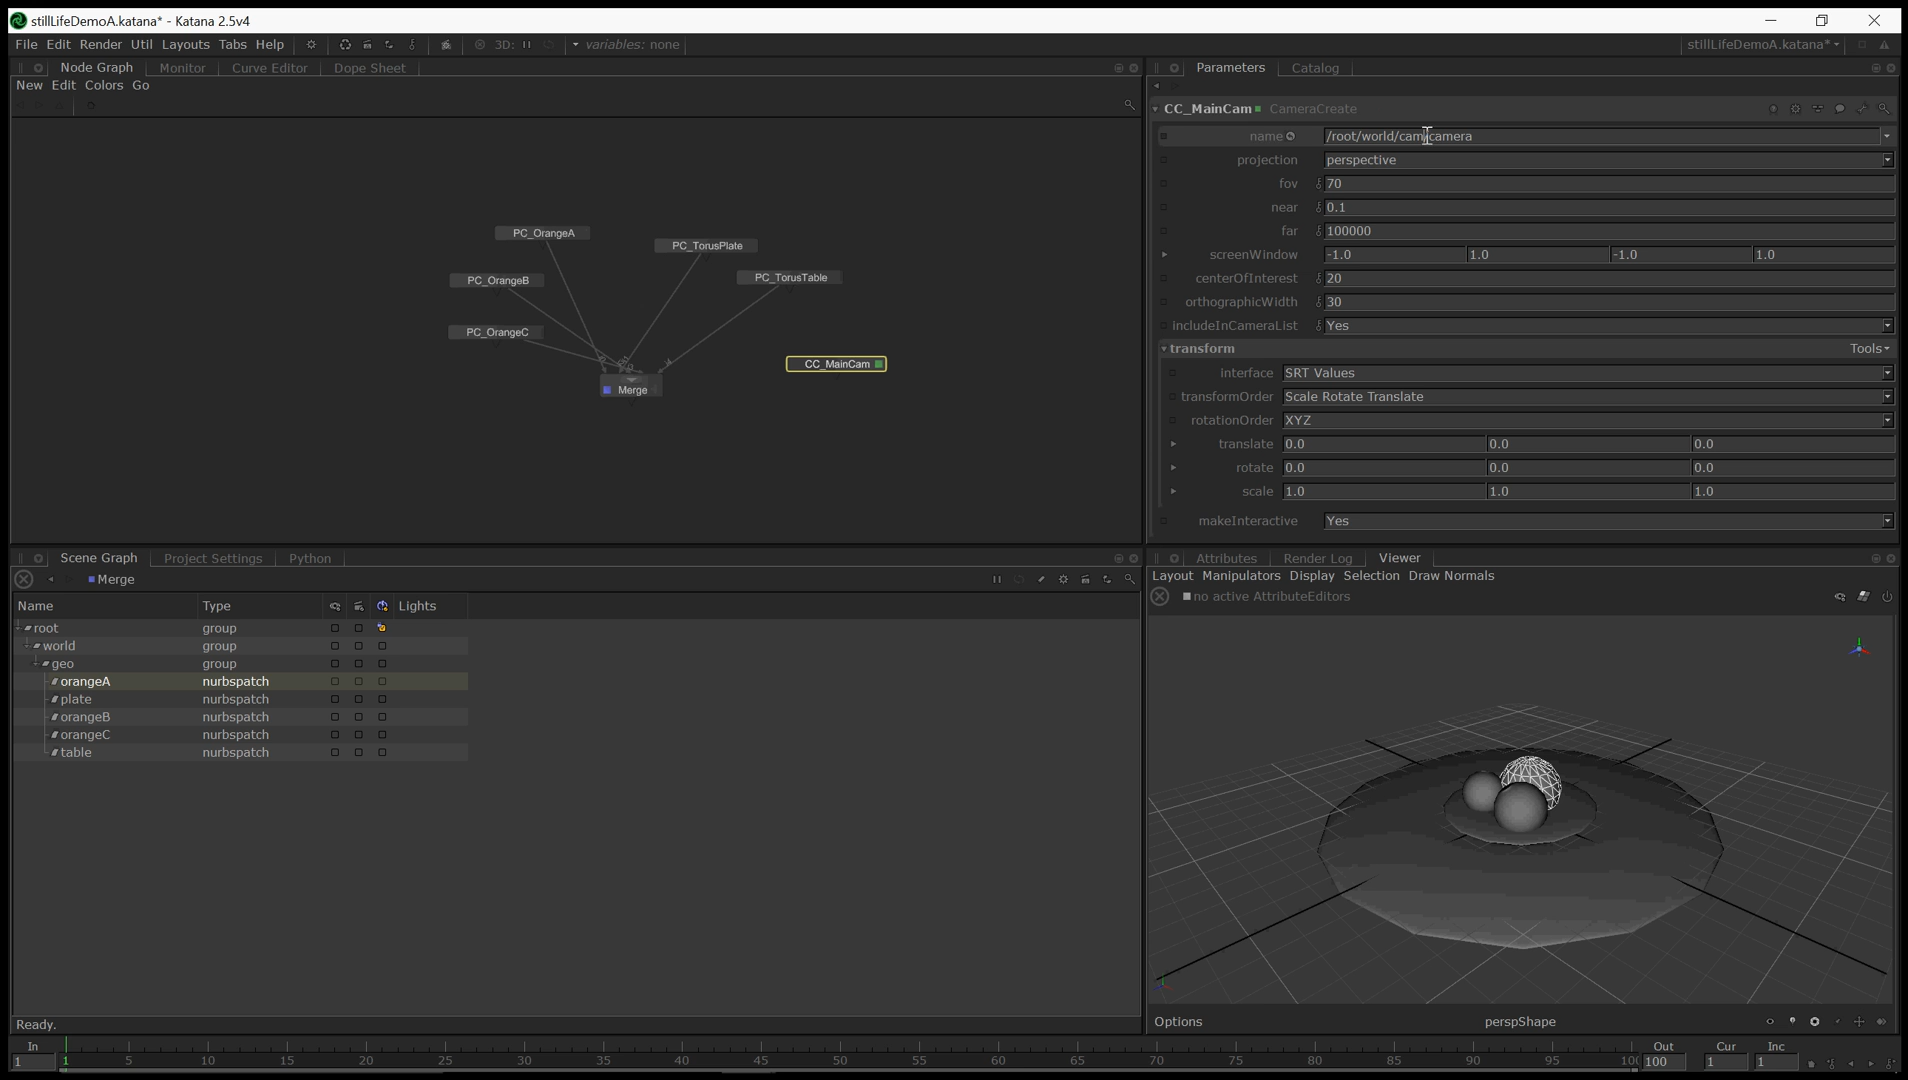 stillLifeDemoA.katana* - Katana 2.5v4
File Edit Render Util Layouts Tabs Help 3D: variables: none stillLifeDemoA.katana*
Node Graph Monitor Curve Editor Dope Sheet
New Edit Colors Go
PC_OrangeA
PC_TorusPlate
PC_OrangeB
PC_TorusTable
PC_OrangeC
CC_MainCam
Merge
Parameters Catalog
CC_MainCam CameraCreate
name /root/world/cam/camera
projection perspective
fov 70
near 0.1
far 100000
screenWindow -1.0 1.0 -1.0 1.0
centerOfInterest 20
orthographicWidth 30
includeInCameraList Yes
transform Tools
interface SRT Values
transformOrder Scale Rotate Translate
rotationOrder XYZ
translate 0.0 0.0 0.0
rotate 0.0 0.0 0.0
scale 1.0 1.0 1.0
makeInteractive Yes
Scene Graph Project Settings Python
Merge
Name Type Lights
root group
world group
geo group
orangeA nurbspatch
plate nurbspatch
orangeB nurbspatch
orangeC nurbspatch
table nurbspatch
Ready.
Attributes Render Log Viewer
Layout Manipulators Display Selection Draw Normals
no active AttributeEditors
Options perspShape
In Out Cur Inc
1 1 5 10 15 20 25 30 35 40 45 50 55 60 65 70 75 80 85 90 95 100 1 1